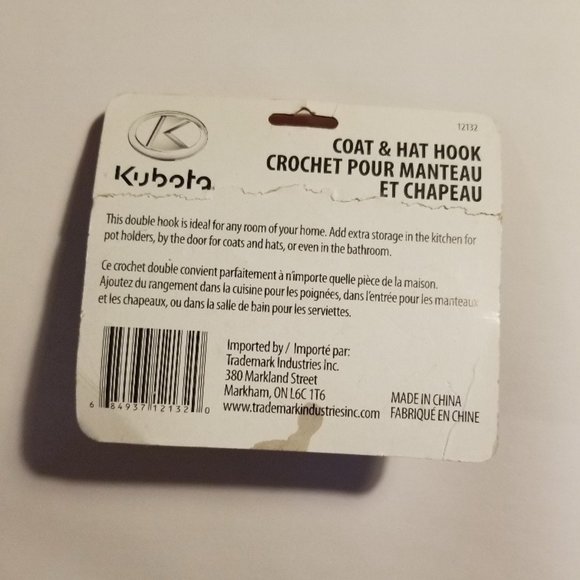 12132
Kubota
COAT & HAT HOOK
CROCHET POUR MANTEAU
ET CHAPEAU
This double hook is ideal for any room of your home. Add extra storage in the kitchen for
pot holders, by the door for coats and hats, or even in the bathroom.
Ce crochet double convient parfaitement à n'importe quelle pièce de la maison.
Ajoutez du rangement dans la cuisine pour les poignées, dans l'entrée pour les manteaux
et les chapeaux, ou dans la salle de bain pour les serviettes.
6 84937 12132 0
Imported by / Importé par:
Trademark Industries Inc.
380 Markland Street
Markham, ON L6C 1T6
www.trademarkindustriesinc.com
MADE IN CHINA
FABRIQUÉ EN CHINE